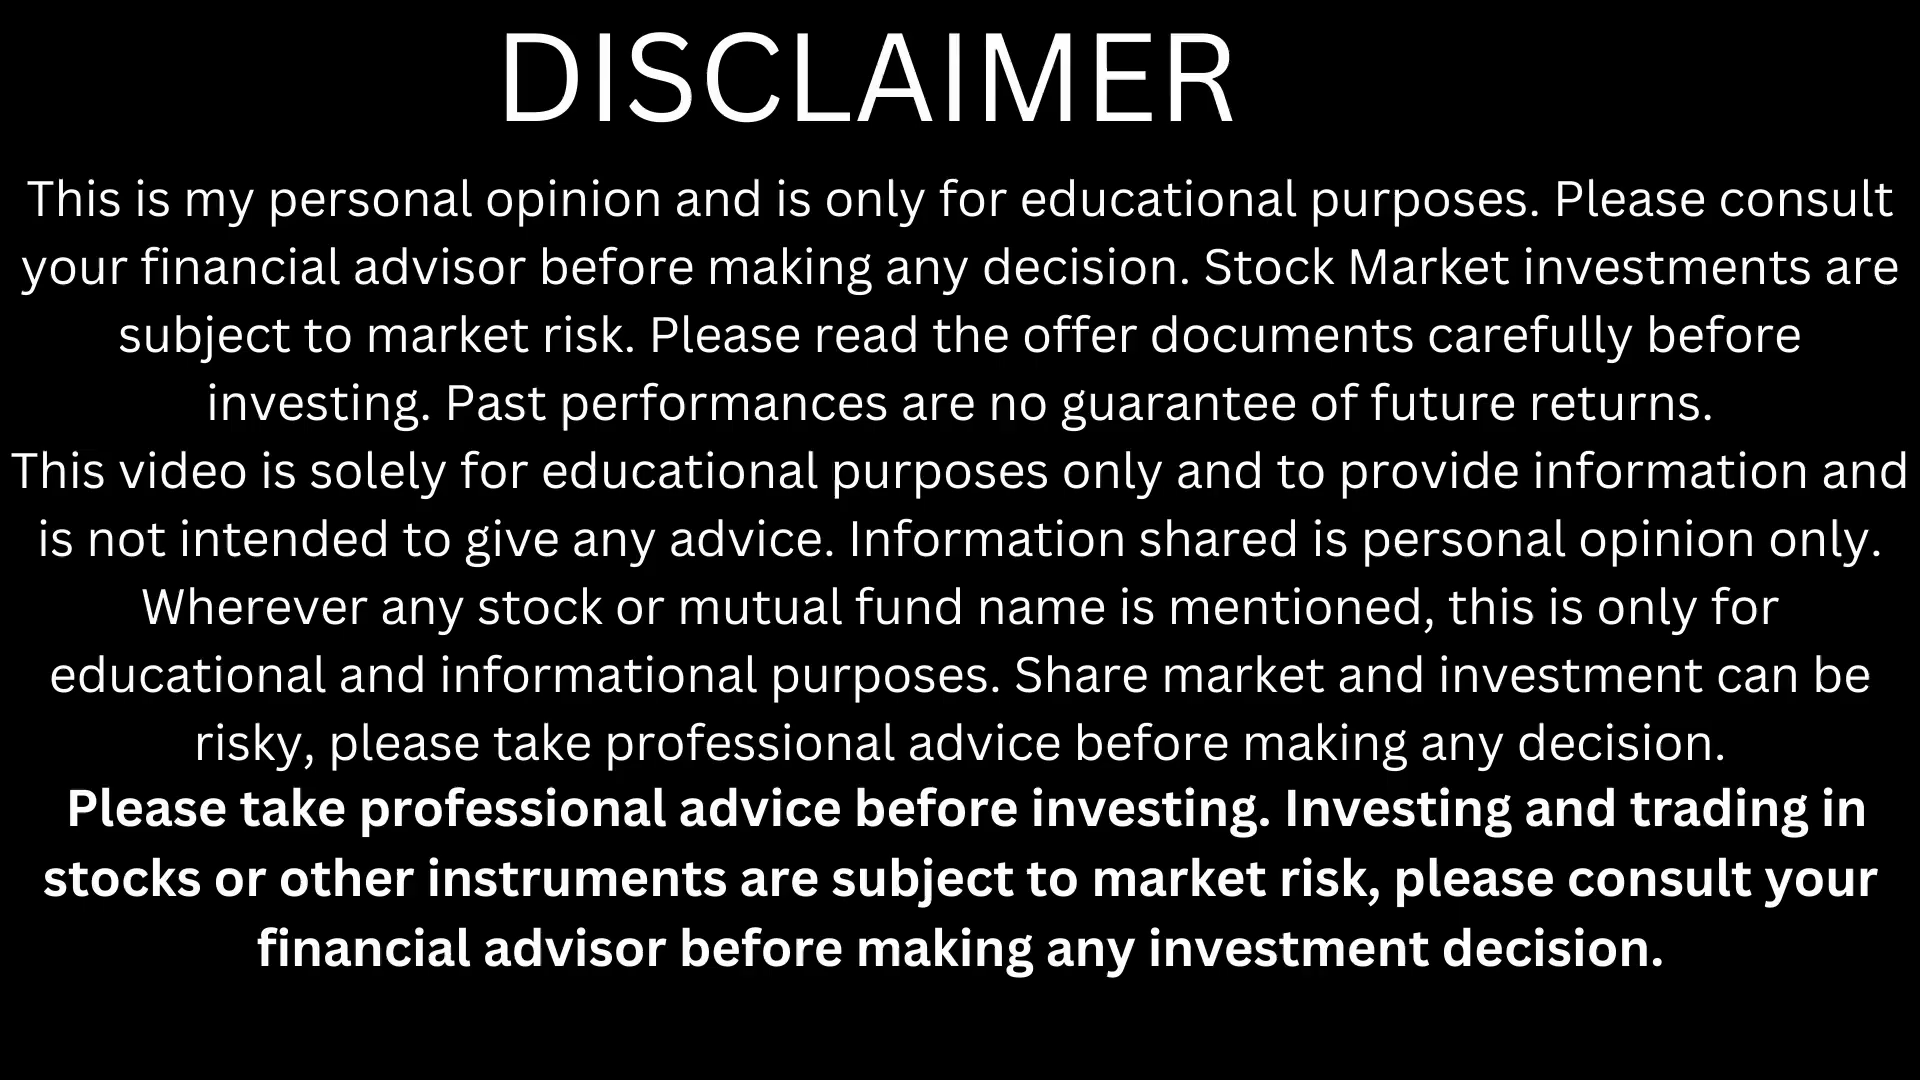 DISCLAIMER
This is my personal opinion and is only for educational purposes. Please consult
your financial advisor before making any decision. Stock Market investments are
subject to market risk. Please read the offer documents carefully before
investing. Past performances are no guarantee of future returns.
This video is solely for educational purposes only and to provide information and
is not intended to give any advice. Information shared is personal opinion only.
Wherever any stock or mutual fund name is mentioned, this is only for
educational and informational purposes. Share market and investment can be
risky, please take professional advice before making any decision.
Please take professional advice before investing. Investing and trading in
stocks or other instruments are subject to market risk, please consult your
financial advisor before making any investment decision.